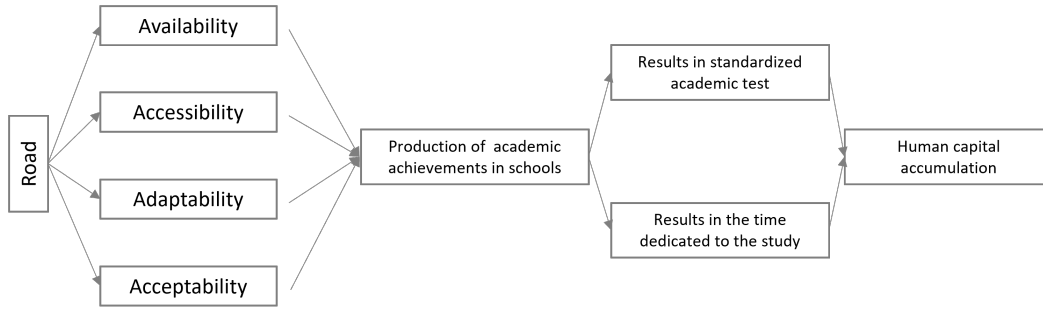 Road
Availability
Accessibility
Adaptability
Acceptability
Production of academic
achievements in schools
Results in standardized
academic test
Results in the time
dedicated to the study
Human capital
accumulation